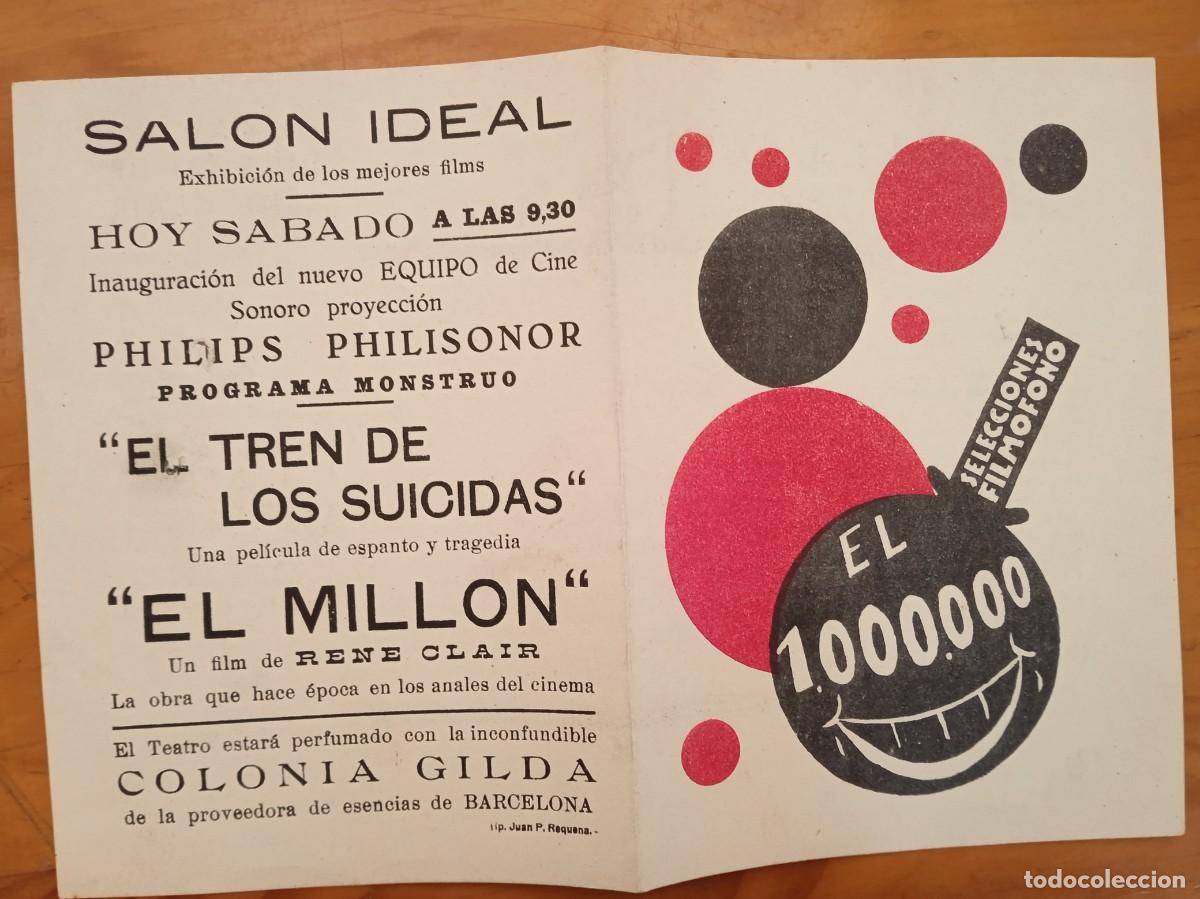 SALON IDEAL
Exhibición de los mejores films
HOY SABADO A LAS 9,30
Inauguración del nuevo EQUIPO de Cine
Sonoro proyección
PHILIPS PHILISONOR
PROGRAMA MONSTRUO
“EL TREN DE
LOS SUICIDAS“
Una película de espanto y tragedia
“EL MILLON“
Un film de RENE CLAIR
La obra que hace época en los anales del cinema
El Teatro estará perfumado con la inconfundible
COLONIA GILDA
de la proveedora de esencias de BARCELONA
Tip. Juan P. Requena.-
SELECCIONES
FILMOFONO
EL
1.000.000
todocoleccion